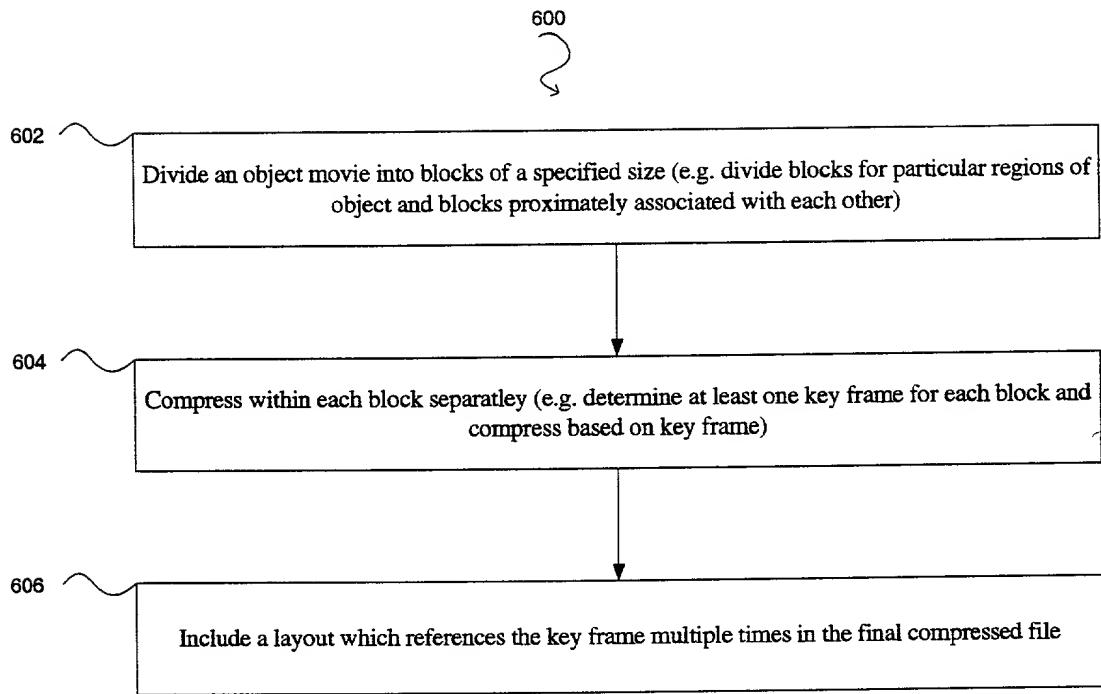 600
602
Divide an object movie into blocks of a specified size (e.g. divide blocks for particular regions of
object and blocks proximately associated with each other)
604
Compress within each block separatley (e.g. determine at least one key frame for each block and
compress based on key frame)
606
Include a layout which references the key frame multiple times in the final compressed file